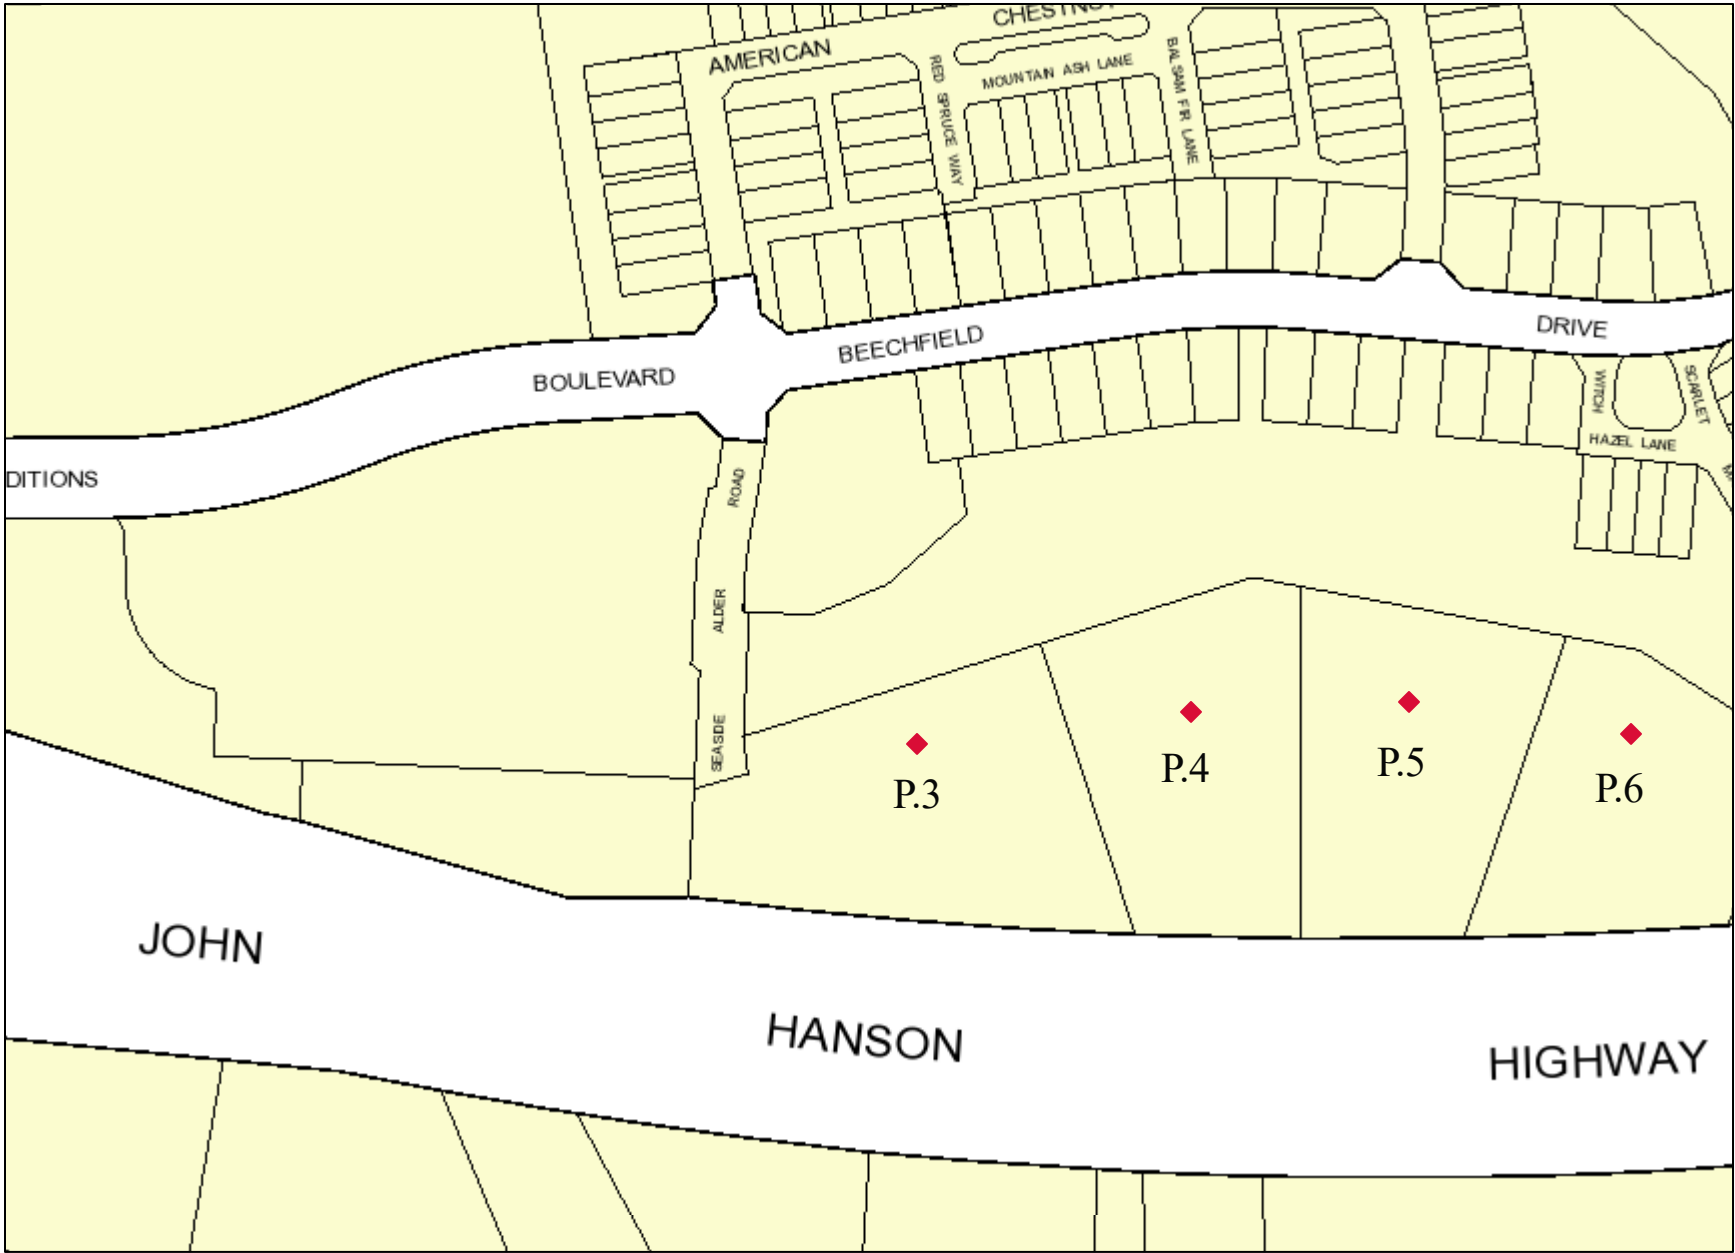 CHESTNUT
AMERICAN
RED SPRUCE WAY
MOUNTAIN ASH LANE
BALSAM FIR LANE
DRIVE
BEECHFIELD
BOULEVARD
WITCH
SCARLET
HAZEL LANE
DITIONS
ROAD
ALDER
SEASIDE
P.3
P.4
P.5
P.6
JOHN
HANSON
HIGHWAY